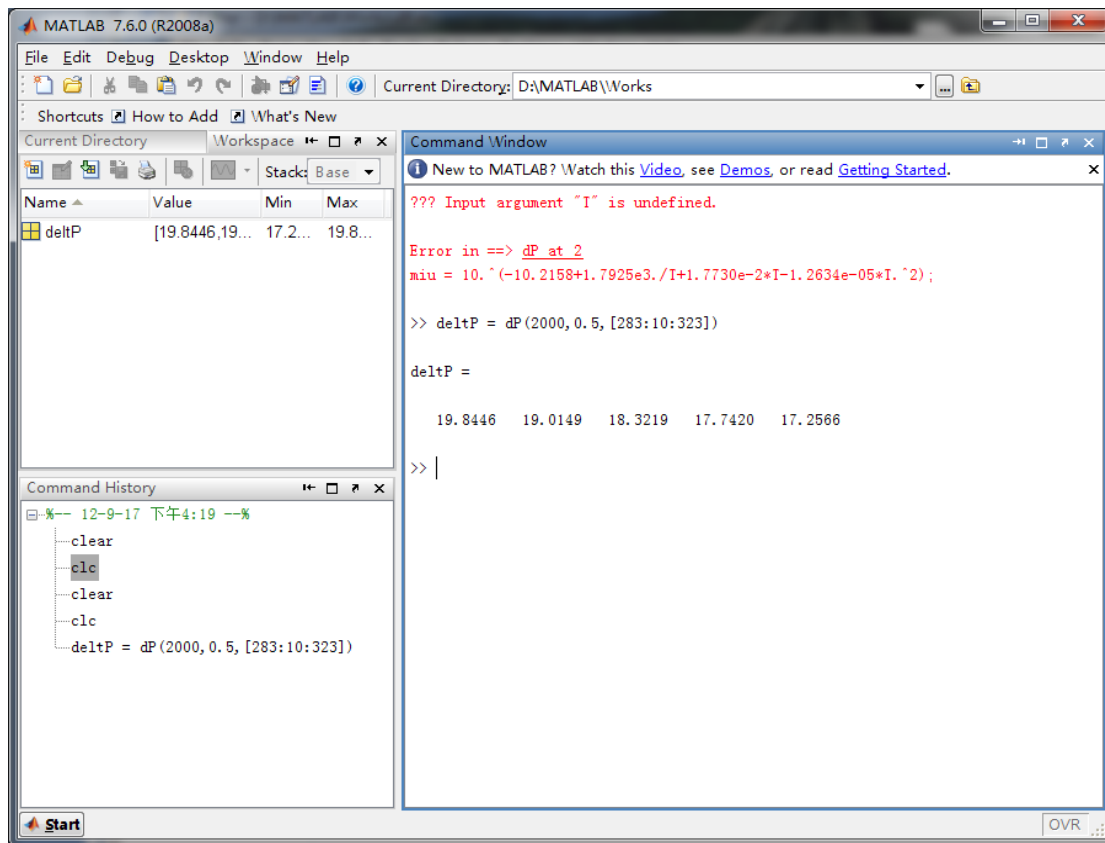 MATLAB 7.6.0 (R2008a)
File Edit Debug Desktop Window Help
Current Directory: D:\MATLAB\Works
Shortcuts How to Add What's New
Current Directory Workspace
Stack: Base
Name Value Min Max
deltP [19.8446,19... 17.2... 19.8...
Command History
%-- 12-9-17 下午4:19 --%
clear
clc
clear
clc
deltP = dP(2000,0.5,[283:10:323])
Command Window
New to MATLAB? Watch this Video, see Demos, or read Getting Started.
??? Input argument "T" is undefined.
Error in ==> dP at 2
miu = 10.^(-10.2158+1.7925e3./T+1.7730e-2*T-1.2634e-05*T.^2);
>> deltP = dP(2000,0.5,[283:10:323])
deltP =
19.8446 19.0149 18.3219 17.7420 17.2566
>>
Start
OVR